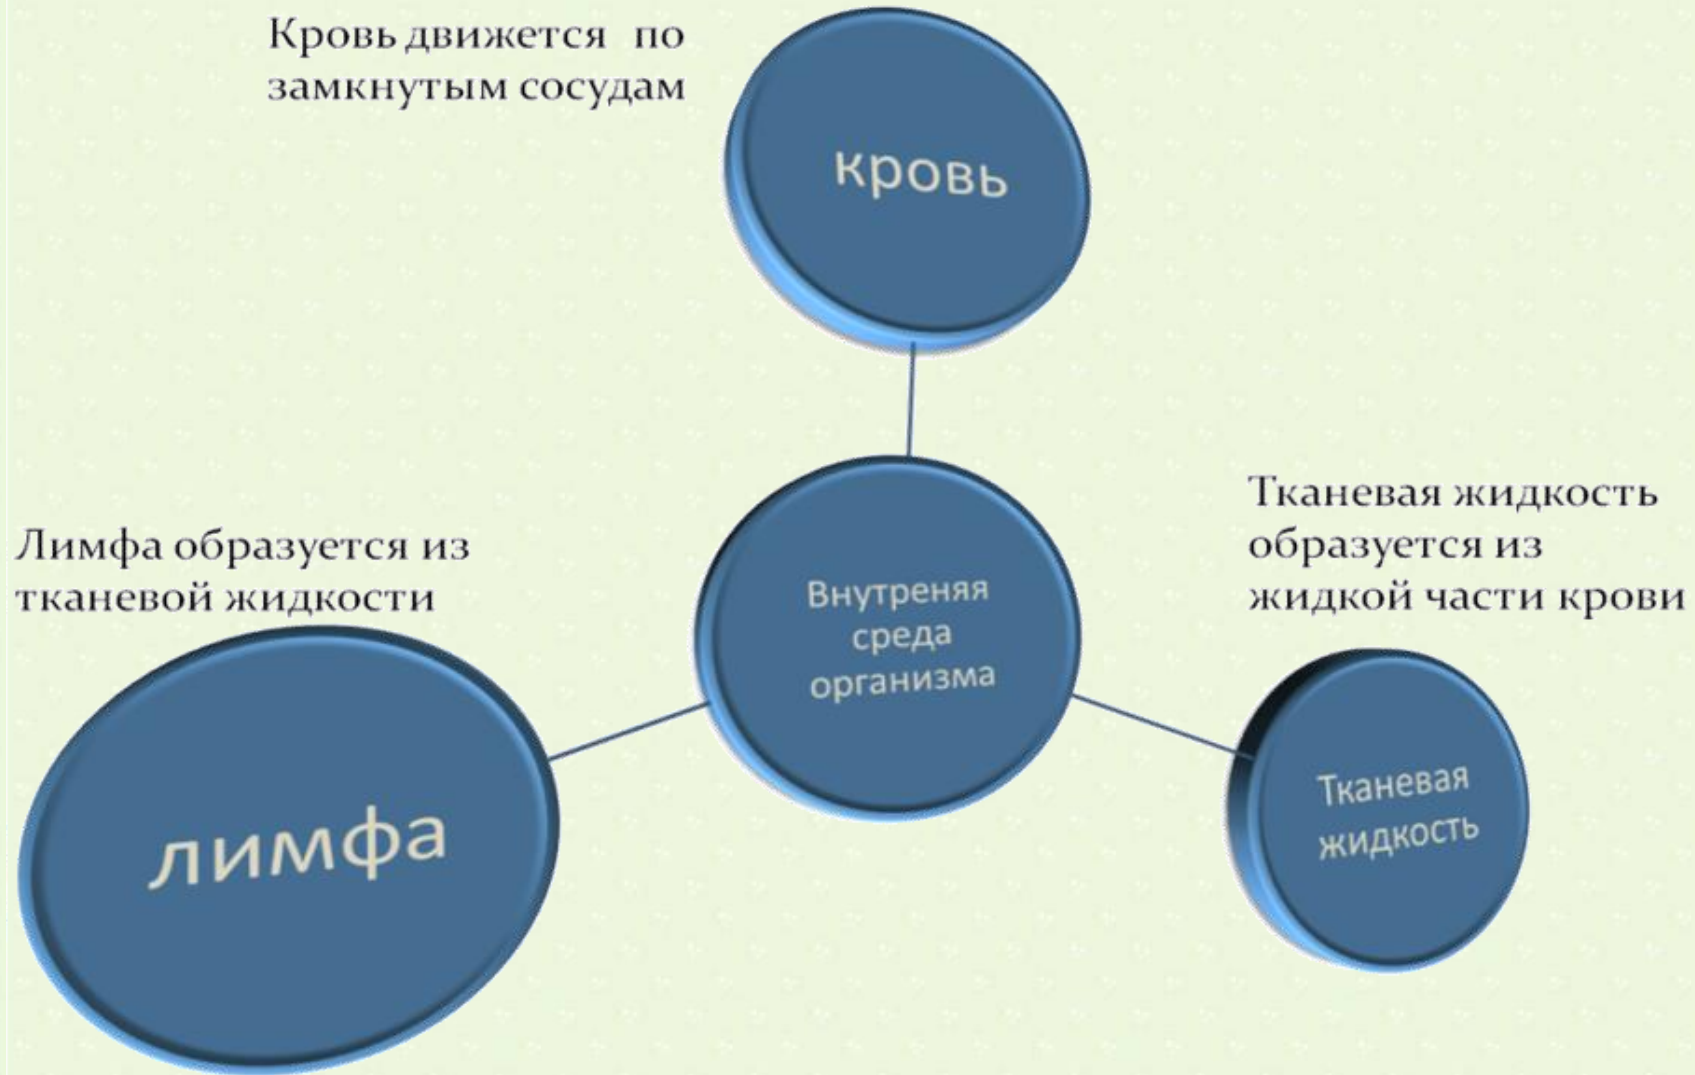 Кровь движется по
замкнутым сосудам
кровь
Лимфа образуется из
тканевой жидкости
Внутреняя
среда
организма
Тканевая жидкость
образуется из
жидкой части крови
лимфа
Тканевая
жидкость